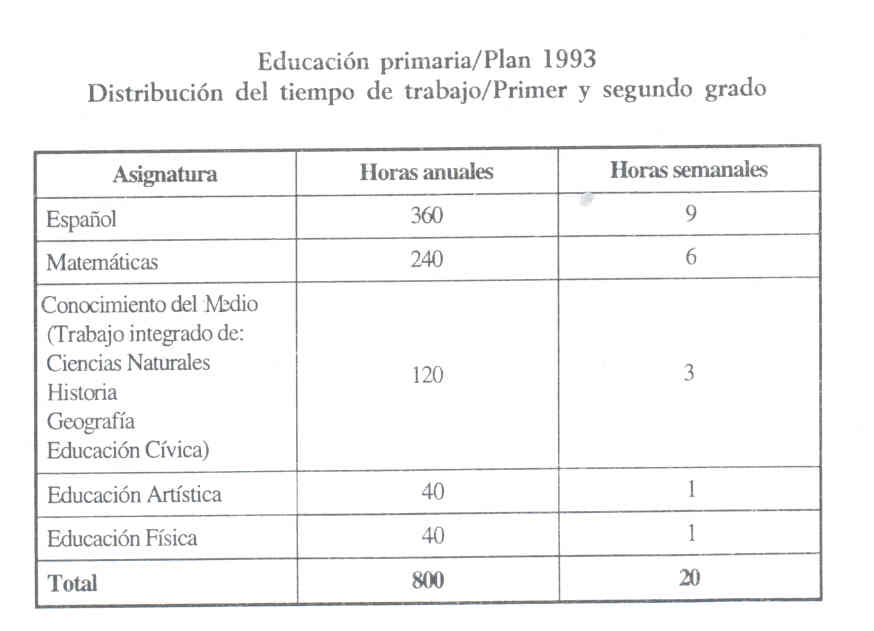 Educación primaria/Plan 1993
Distribución del tiempo de trabajo/Primer y segundo grado
Asignatura Horas anuales Horas semanales
Español 360 9
Matemáticas 240 6
Conocimiento del Medio
(Trabajo integrado de:
Ciencias Naturales
Historia
Geografía
Educación Cívica)
120 3
Educación Artística 40 1
Educación Física 40 1
Total 800 20